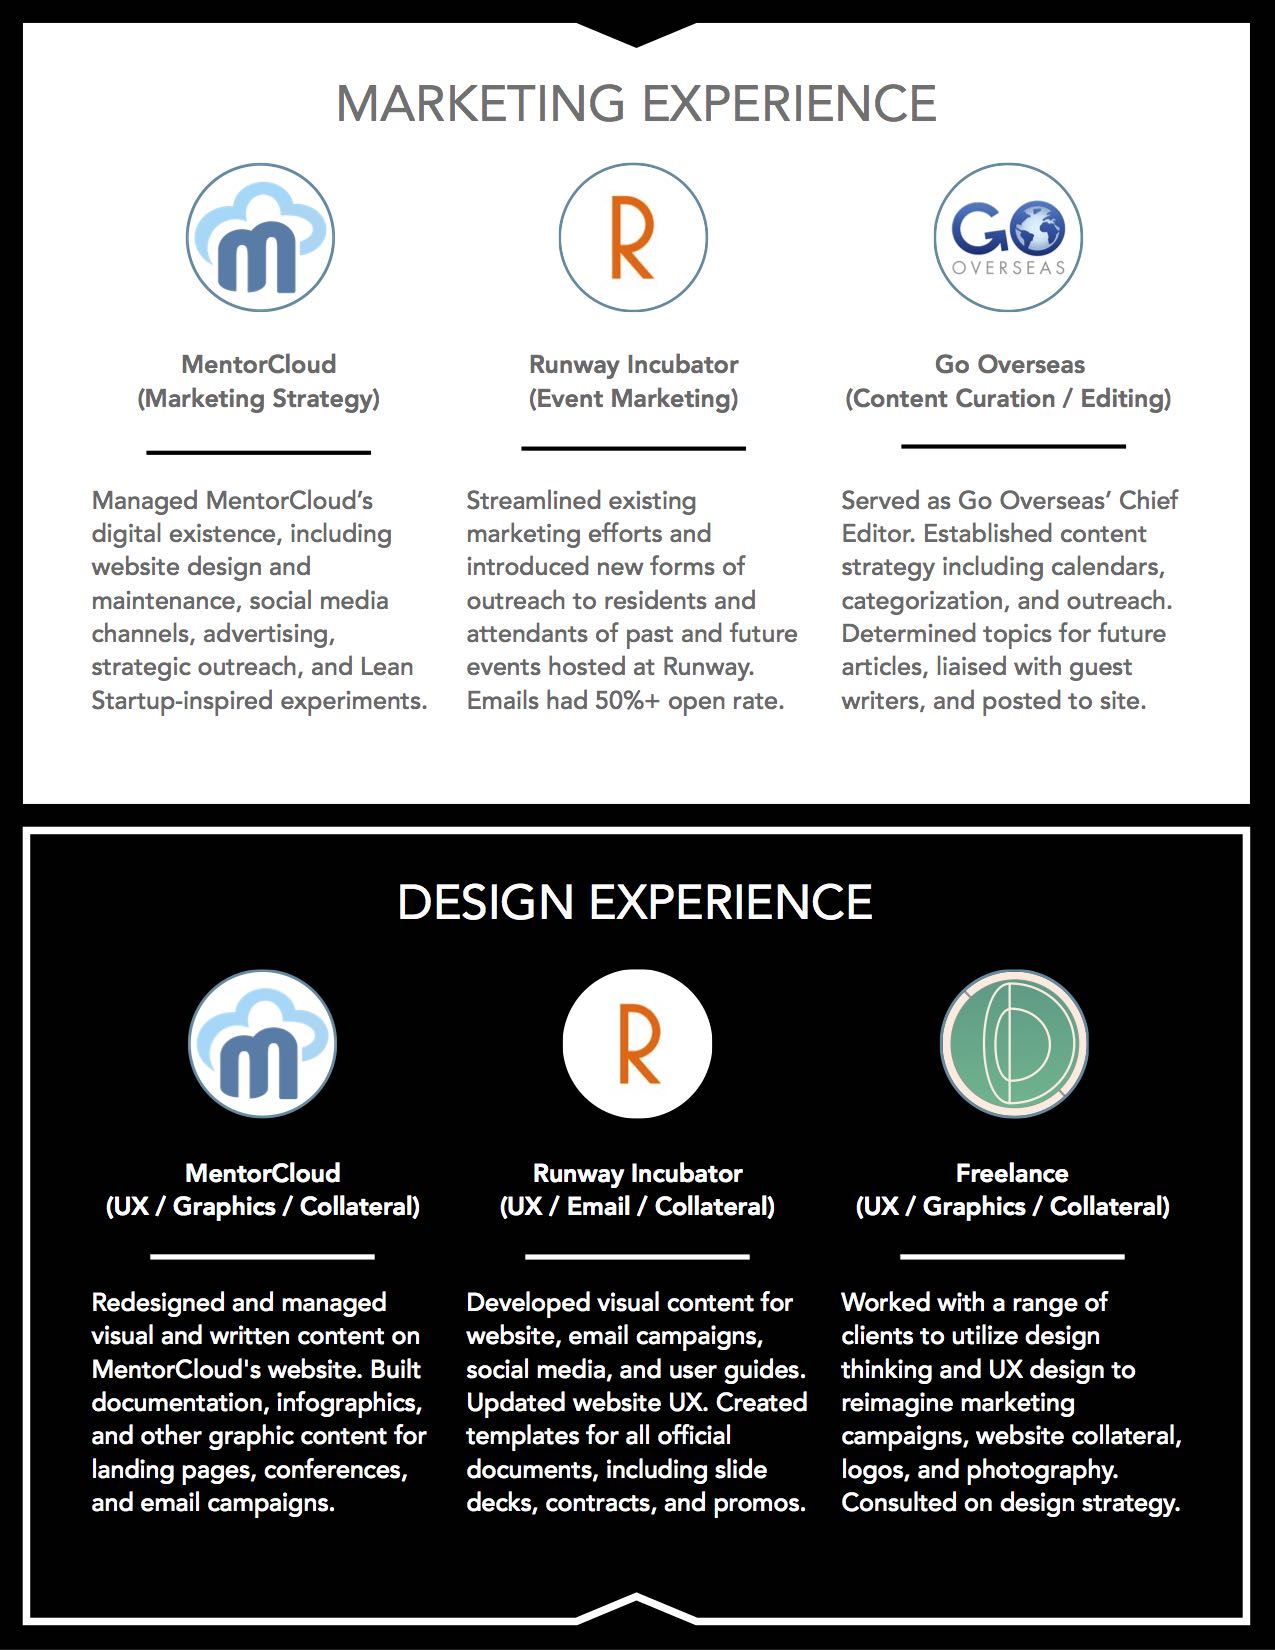 MARKETING EXPERIENCE
m
R
GO
OVERSEAS
MentorCloud
(Marketing Strategy)
Managed MentorCloud’s
digital existence, including
website design and
maintenance, social media
channels, advertising,
strategic outreach, and Lean
Startup-inspired experiments.
Runway Incubator
(Event Marketing)
Streamlined existing
marketing efforts and
introduced new forms of
outreach to residents and
attendants of past and future
events hosted at Runway.
Emails had 50%+ open rate.
Go Overseas
(Content Curation / Editing)
Served as Go Overseas’ Chief
Editor. Established content
strategy including calendars,
categorization, and outreach.
Determined topics for future
articles, liaised with guest
writers, and posted to site.
DESIGN EXPERIENCE
m
R
D
MentorCloud
(UX / Graphics / Collateral)
Redesigned and managed
visual and written content on
MentorCloud's website. Built
documentation, infographics,
and other graphic content for
landing pages, conferences,
and email campaigns.
Runway Incubator
(UX / Email / Collateral)
Developed visual content for
website, email campaigns,
social media, and user guides.
Updated website UX. Created
templates for all official
documents, including slide
decks, contracts, and promos.
Freelance
(UX / Graphics / Collateral)
Worked with a range of
clients to utilize design
thinking and UX design to
reimagine marketing
campaigns, website collateral,
logos, and photography.
Consulted on design strategy.